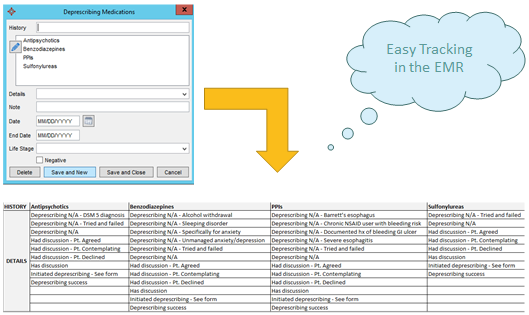 Deprescribing Medications
Easy Tracking
in the EMR
History
Antipsychotics
Benzodiazepines
PPIs
Sulfonylureas
Details
Note
Date MM/DD/YYYY
End Date MM/DD/YYYY
Life Stage
Negative
Delete Save and New Save and Close Cancel
HISTORY Antipsychotics Benzodiazepines PPIs Sulfonylureas
Deprescribing N/A - DSM 5 diagnosis Deprescribing N/A - Alcohol withdrawal Deprescribing N/A - Barrett's esophagus Deprescribing N/A - Tried and failed
Deprescribing N/A - Tried and failed Deprescribing N/A - Sleeping disorder Deprescribing N/A - Chronic NSAID user with bleeding risk Deprescribing N/A
Deprescribing N/A Deprescribing N/A - Specifically for anxiety Deprescribing N/A - Documented hx of bleeding GI ulcer Had discussion - Pt. Agreed
Had discussion - Pt. Agreed Deprescribing N/A - Unmanaged anxiety/depression Deprescribing N/A - Severe esophagitis Had discussion - Pt. Contemplating
DETAILS Had discussion - Pt. Contemplating Deprescribing N/A - Tried and failed Deprescribing N/A - Tried and failed Had discussion - Pt. Declined
Had discussion - Pt. Declined Deprescribing N/A Deprescribing N/A Has discussion
Has discussion Had discussion - Pt. Agreed Had discussion - Pt. Agreed Initiated deprescribing - See form
Initiated deprescribing - See form Had discussion - Pt. Contemplating Had discussion - Pt. Contemplating Deprescribing success
Deprescribing success Had discussion - Pt. Declined Had discussion - Pt. Declined
Has discussion Has discussion
Initiated deprescribing - See form Initiated deprescribing - See form
Deprescribing success Deprescribing success